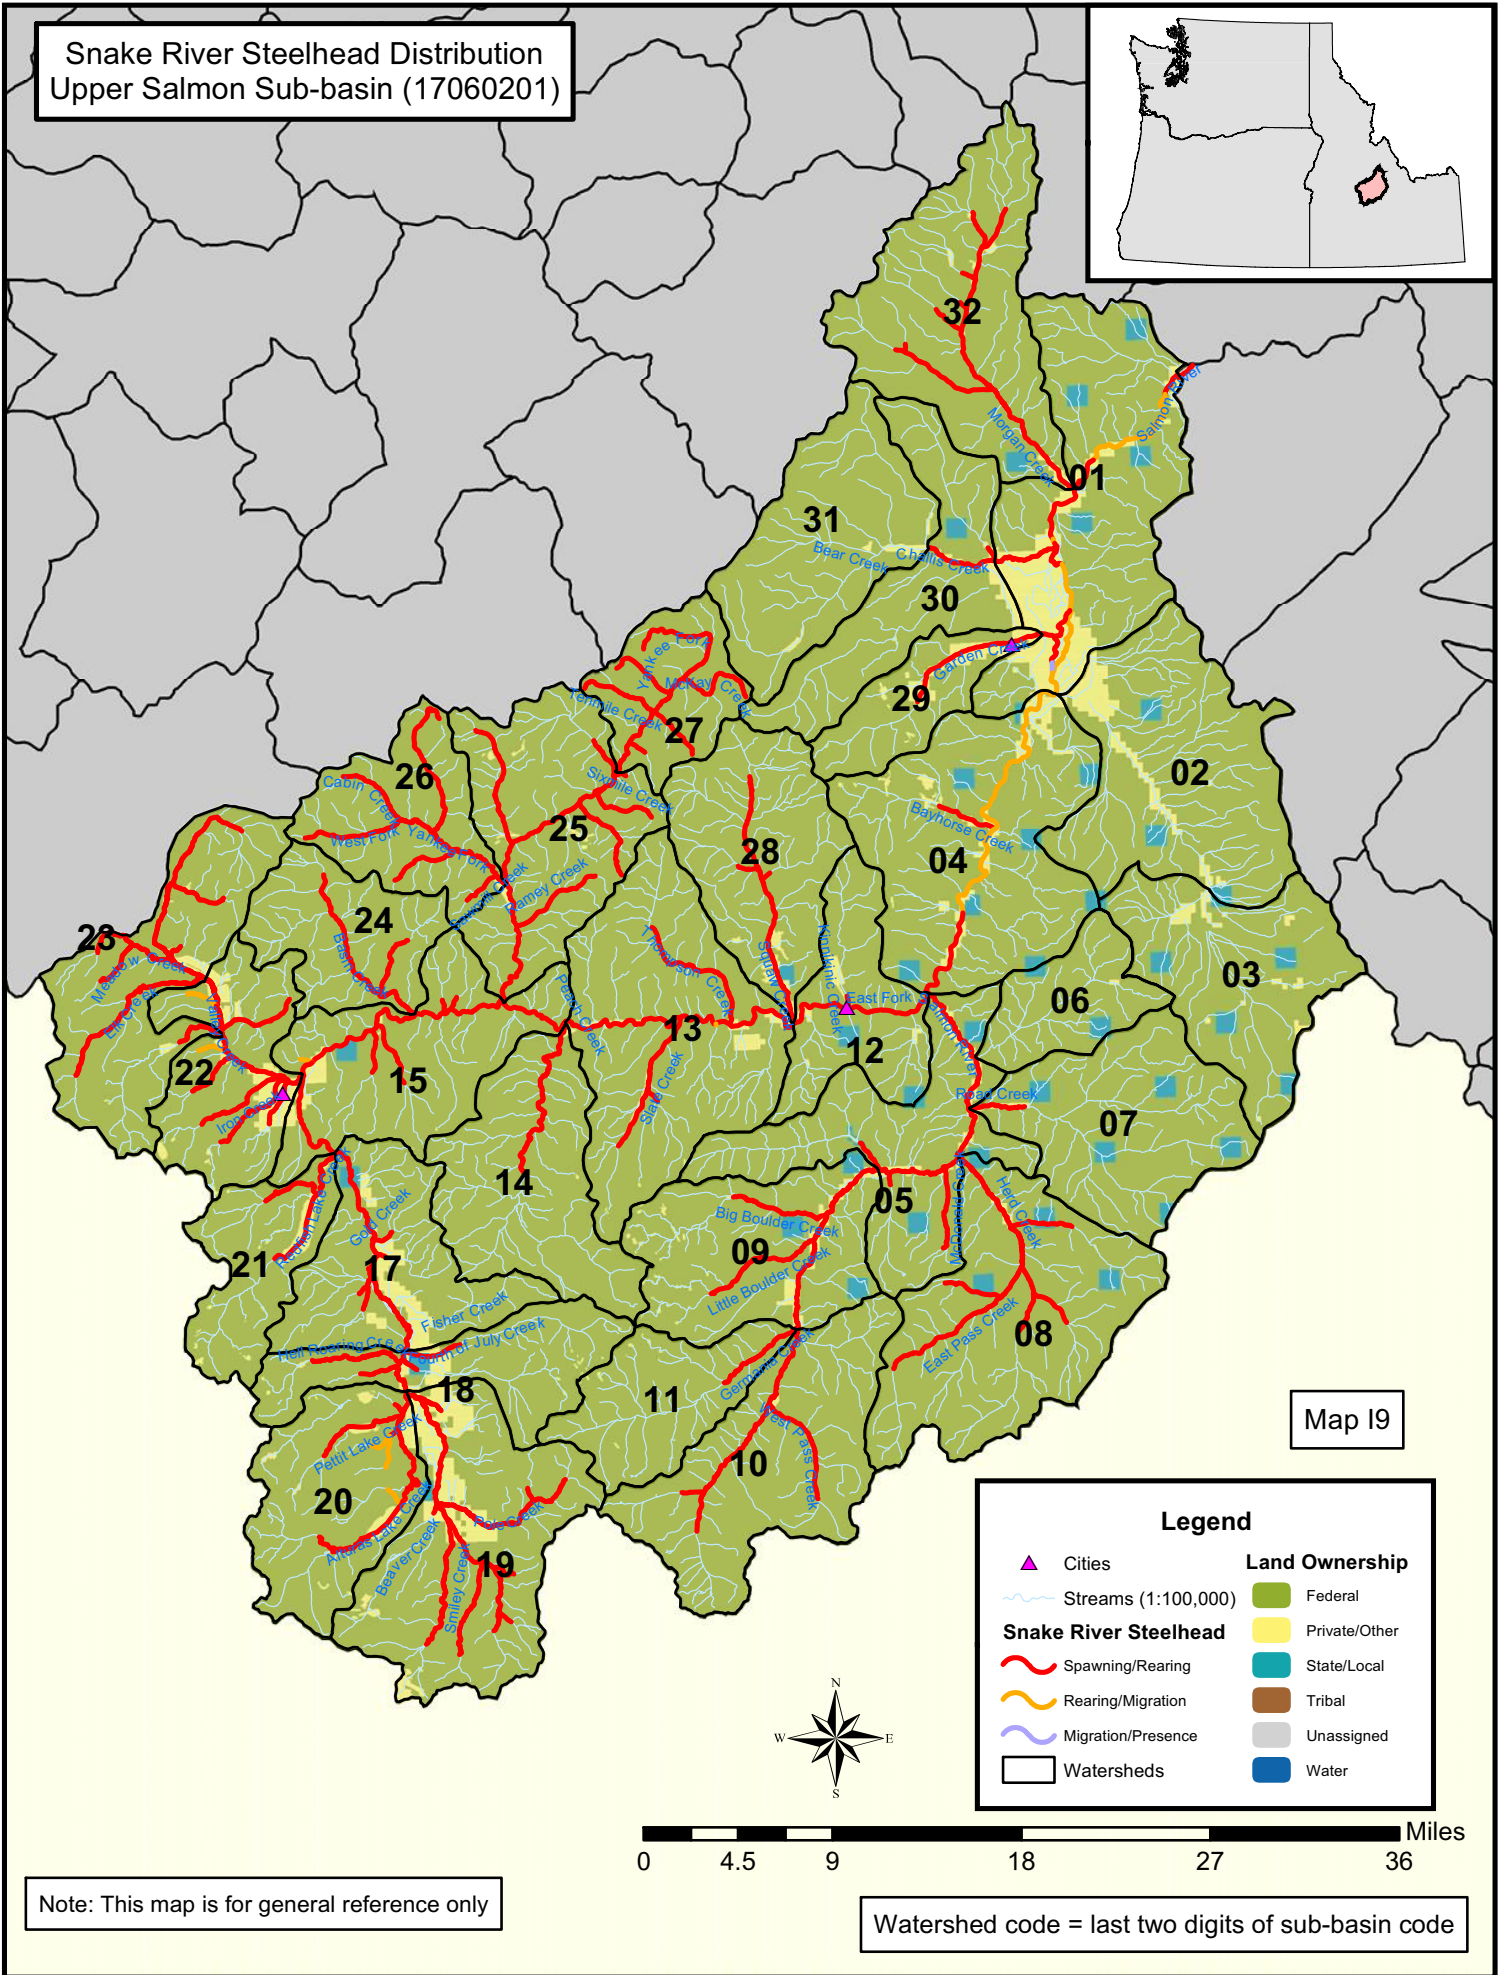 Snake River Steelhead Distribution
Upper Salmon Sub-basin (17060201)
32
Morgan Creek
Salmon River
01
31
Bear Creek
Challis Creek
30
Garden Creek
29
Yankee Fork
McKay Creek
Tenmile Creek
27
02
26
Cabin Creek
Sixmile Creek
West Fork Yankee Fork
25
Bayhorse Creek
04
28
Sawmill Creek
Ramey Creek
24
Basin Creek
23
Meadow Creek
Elk Creek
Valley Creek
Thompson Creek
Squaw Creek
Kinnikinic Creek
03
06
East Fork Salmon River
Peach Creek
13
12
22
15
Iron Creek
Slate Creek
Road Creek
07
14
05
Redfish Lake Creek
Gold Creek
Big Boulder Creek
McDonald Creek
Herd Creek
21
17
09
Little Boulder Creek
Fisher Creek
Hell Roaring Creek
Fourth of July Creek
Germania Creek
East Pass Creek
08
18
11
Pettit Lake Creek
West Pass Creek
10
20
Alturas Lake Creek
Pole Creek
Beaver Creek
Smiley Creek
19
Map I9
Legend
Cities
Streams (1:100,000)
Snake River Steelhead
Spawning/Rearing
Rearing/Migration
Migration/Presence
Watersheds
Land Ownership
Federal
Private/Other
State/Local
Tribal
Unassigned
Water
N
W
E
S
Miles
0
4.5
9
18
27
36
Note: This map is for general reference only
Watershed code = last two digits of sub-basin code